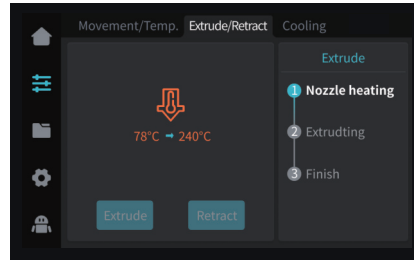 Movement/Temp. Extrude/Retract Cooling
Extrude
1 Nozzle heating
78°C → 240°C
2 Extrudting
3 Finish
Extrude Retract